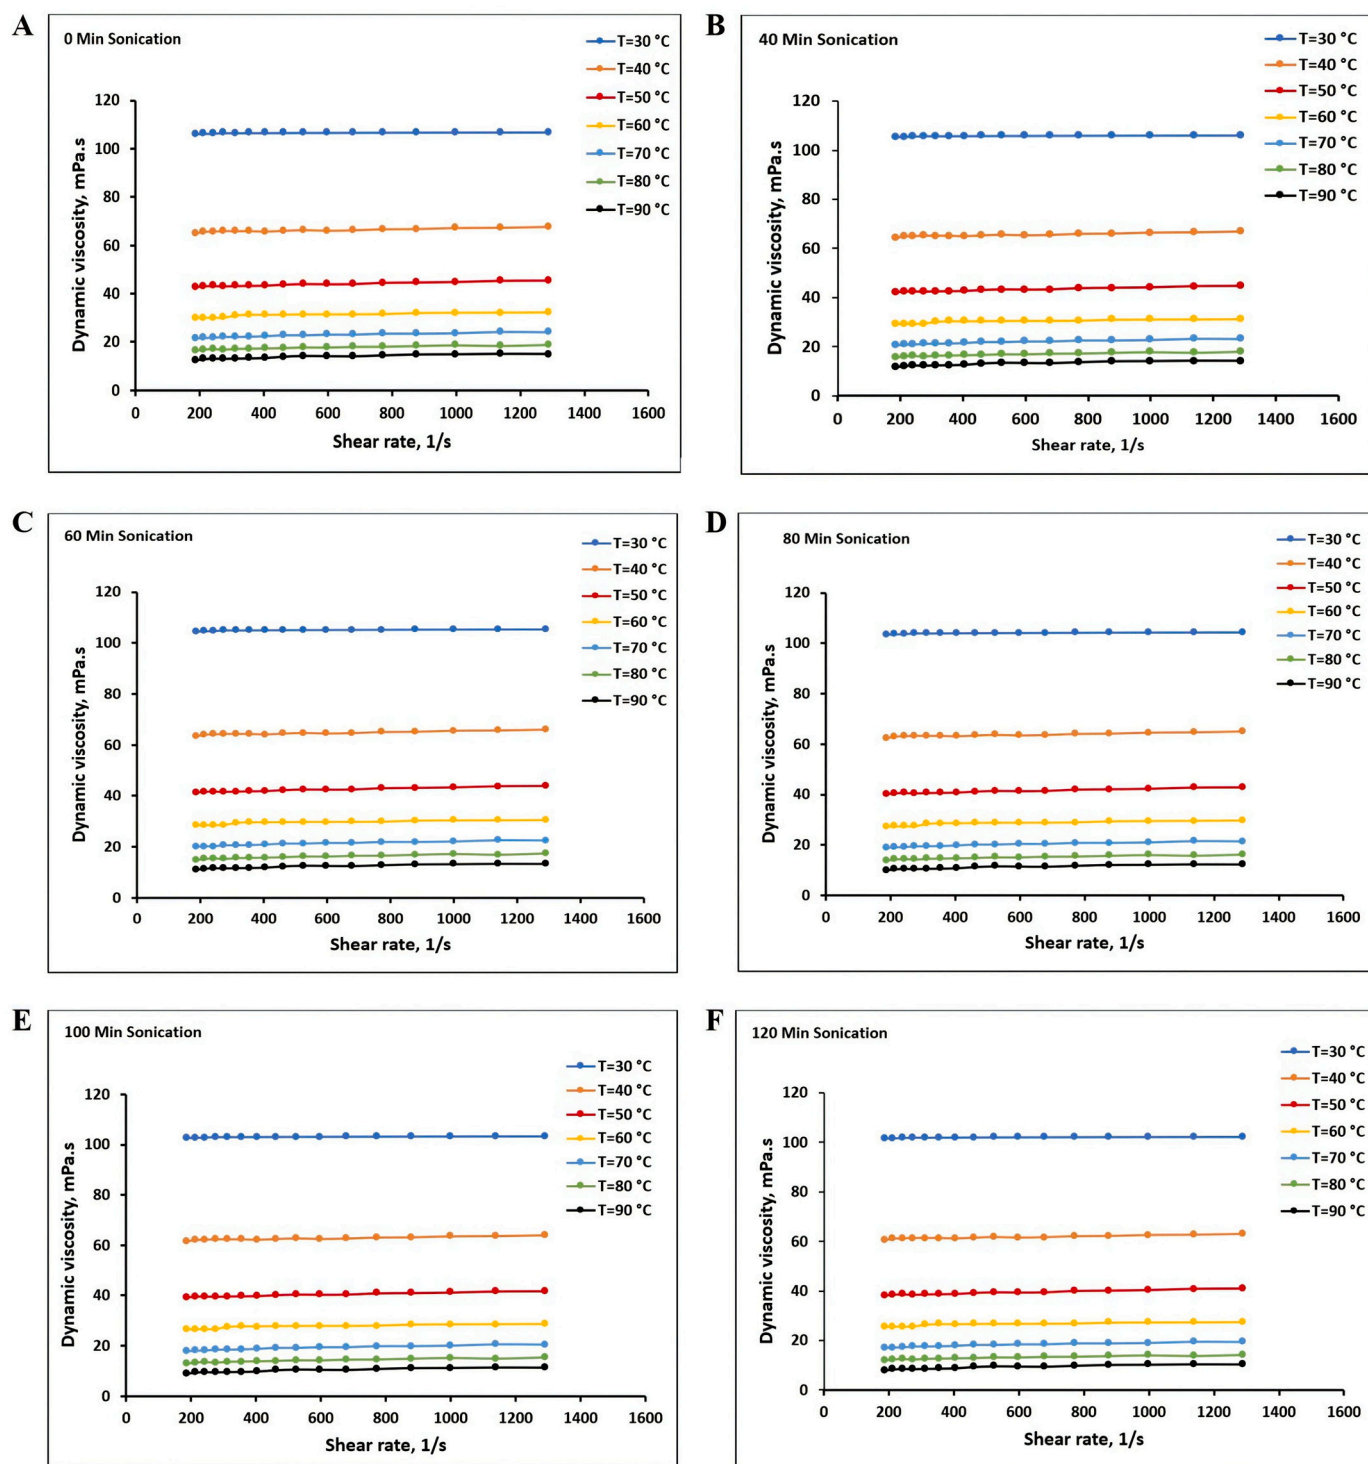 A
0 Min Sonication
T=30 °C
T=40 °C
T=50 °C
T=60 °C
T=70 °C
T=80 °C
T=90 °C
120
100
80
60
40
20
0
Dynamic viscosity, mPa.s
0 200 400 600 800 1000 1200 1400 1600
Shear rate, 1/s
B
40 Min Sonication
T=30 °C
T=40 °C
T=50 °C
T=60 °C
T=70 °C
T=80 °C
T=90 °C
120
100
80
60
40
20
0
Dynamic viscosity, mPa.s
0 200 400 600 800 1000 1200 1400 1600
Shear rate, 1/s
C
60 Min Sonication
T=30 °C
T=40 °C
T=50 °C
T=60 °C
T=70 °C
T=80 °C
T=90 °C
120
100
80
60
40
20
0
Dynamic viscosity, mPa.s
0 200 400 600 800 1000 1200 1400 1600
Shear rate, 1/s
D
80 Min Sonication
T=30 °C
T=40 °C
T=50 °C
T=60 °C
T=70 °C
T=80 °C
T=90 °C
120
100
80
60
40
20
0
Dynamic viscosity, mPa.s
0 200 400 600 800 1000 1200 1400 1600
Shear rate, 1/s
E
100 Min Sonication
T=30 °C
T=40 °C
T=50 °C
T=60 °C
T=70 °C
T=80 °C
T=90 °C
120
100
80
60
40
20
0
Dynamic viscosity, mPa.s
0 200 400 600 800 1000 1200 1400 1600
Shear rate, 1/s
F
120 Min Sonication
T=30 °C
T=40 °C
T=50 °C
T=60 °C
T=70 °C
T=80 °C
T=90 °C
120
100
80
60
40
20
0
Dynamic viscosity, mPa.s
0 200 400 600 800 1000 1200 1400 1600
Shear rate, 1/s